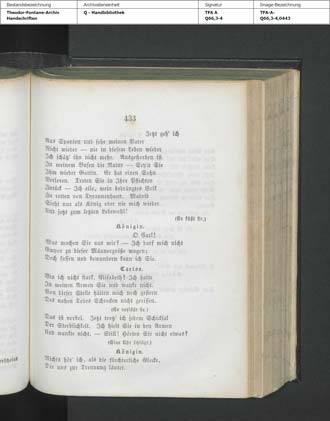 Bestandsbezeichnung
Theodor-Fontane-Archiv
Handschriften
Archivalieneinheit
Q - Handbibliothek
Signatur
TFA A
Q66,3-4
Image-Bezeichnung
TFA-A-
Q66,3-4,0443
433
Jetzt geh' ich
Aus Spanien und sehe meinen Vater
Nicht wieder — nie in diesem Leben wieder
Ich schätz' ihn nicht mehr. Ausgestorben ist
In meinem Busen die Natur — Sey'n Sie
Ihm wieder Gattin. Er hat einen Sohn
Verloren. Treten Sie in Ihre Pflichten
Zurück — Ich eile, mein bedrängtes Volk
Zu retten von Tyrannenhand. Madrid
Sieht nur als König oder nie mich wieder.
Und jetzt zum letzten Lebewohl!
(Er küßt sie.)
Königin.
O Carl!
Was machen Sie aus mir? — Ich darf mich nicht
Empor zu dieser Männergröße wagen;
Doch fassen und bewundern kann ich Sie.
Carlos.
Bin ich nicht stark, Elisabeth? Ich halte
In meinen Armen Sie und wanke nicht.
Von dieser Stelle hätten mich noch gestern
Des nahen Todes Schrecken nicht gerissen.
(Er verläßt sie.)
Das ist vorbei. Jetzt trotz' ich jedem Schicksal
Der Sterblichkeit. Ich hielt Sie in den Armen
Und wankte nicht. — Still! Hörten Sie nicht etwas?
(Eine Uhr schlägt.)
Königin.
Nichts hör' ich, als die fürchterliche Glocke,
Die uns zur Trennung läutet.